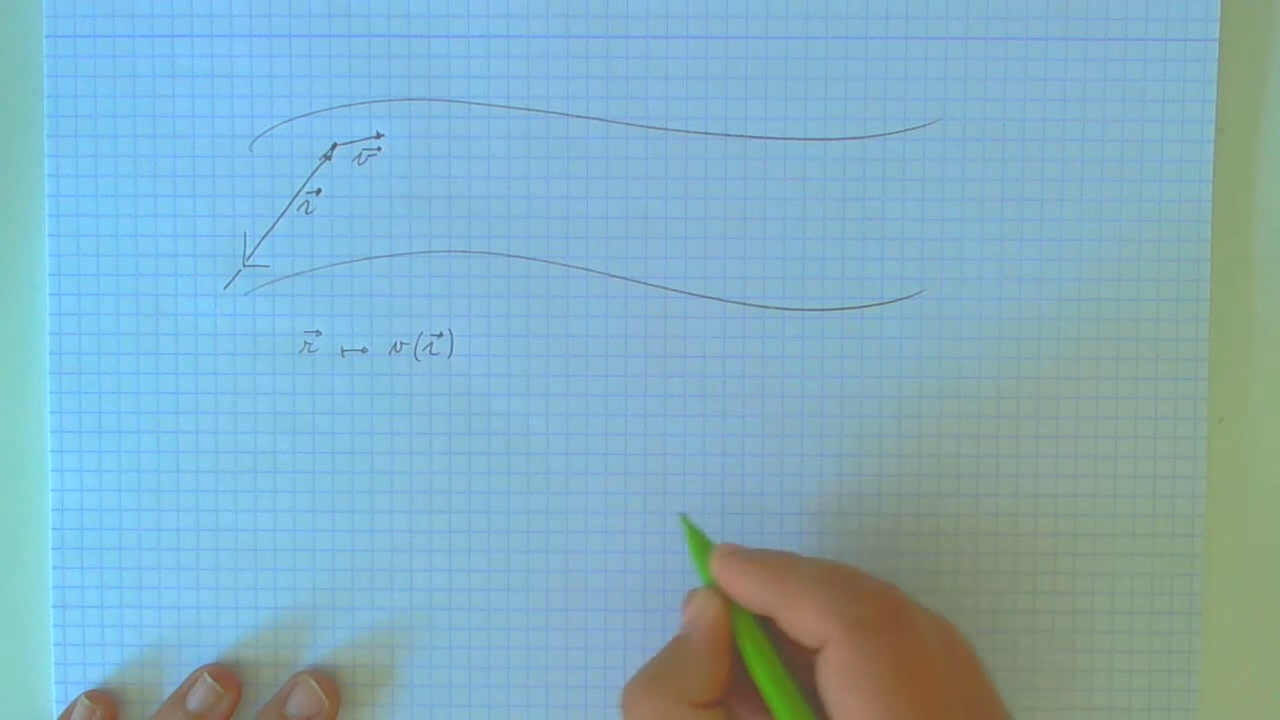 v⃗
r⃗
r⃗ ↦ v(r⃗)